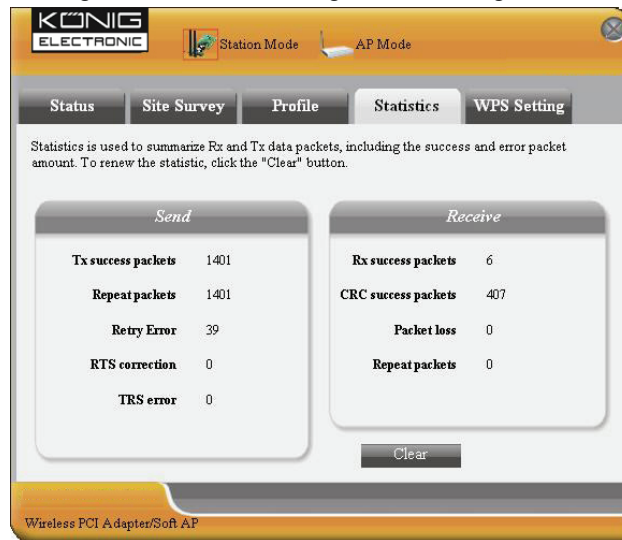 KÖNIG
ELECTRONIC
Station Mode
AP Mode
Status
Site Survey
Profile
Statistics
WPS Setting
Statistics is used to summarize Rx and Tx data packets, including the success and error packet
amount. To renew the statistic, click the "Clear" button.
Send
Tx success packets 1401
Repeat packets 1401
Retry Error 39
RTS correction 0
TRS error 0
Receive
Rx success packets 6
CRC success packets 407
Packet loss 0
Repeat packets 0
Clear
Wireless PCI Adapter/Soft AP